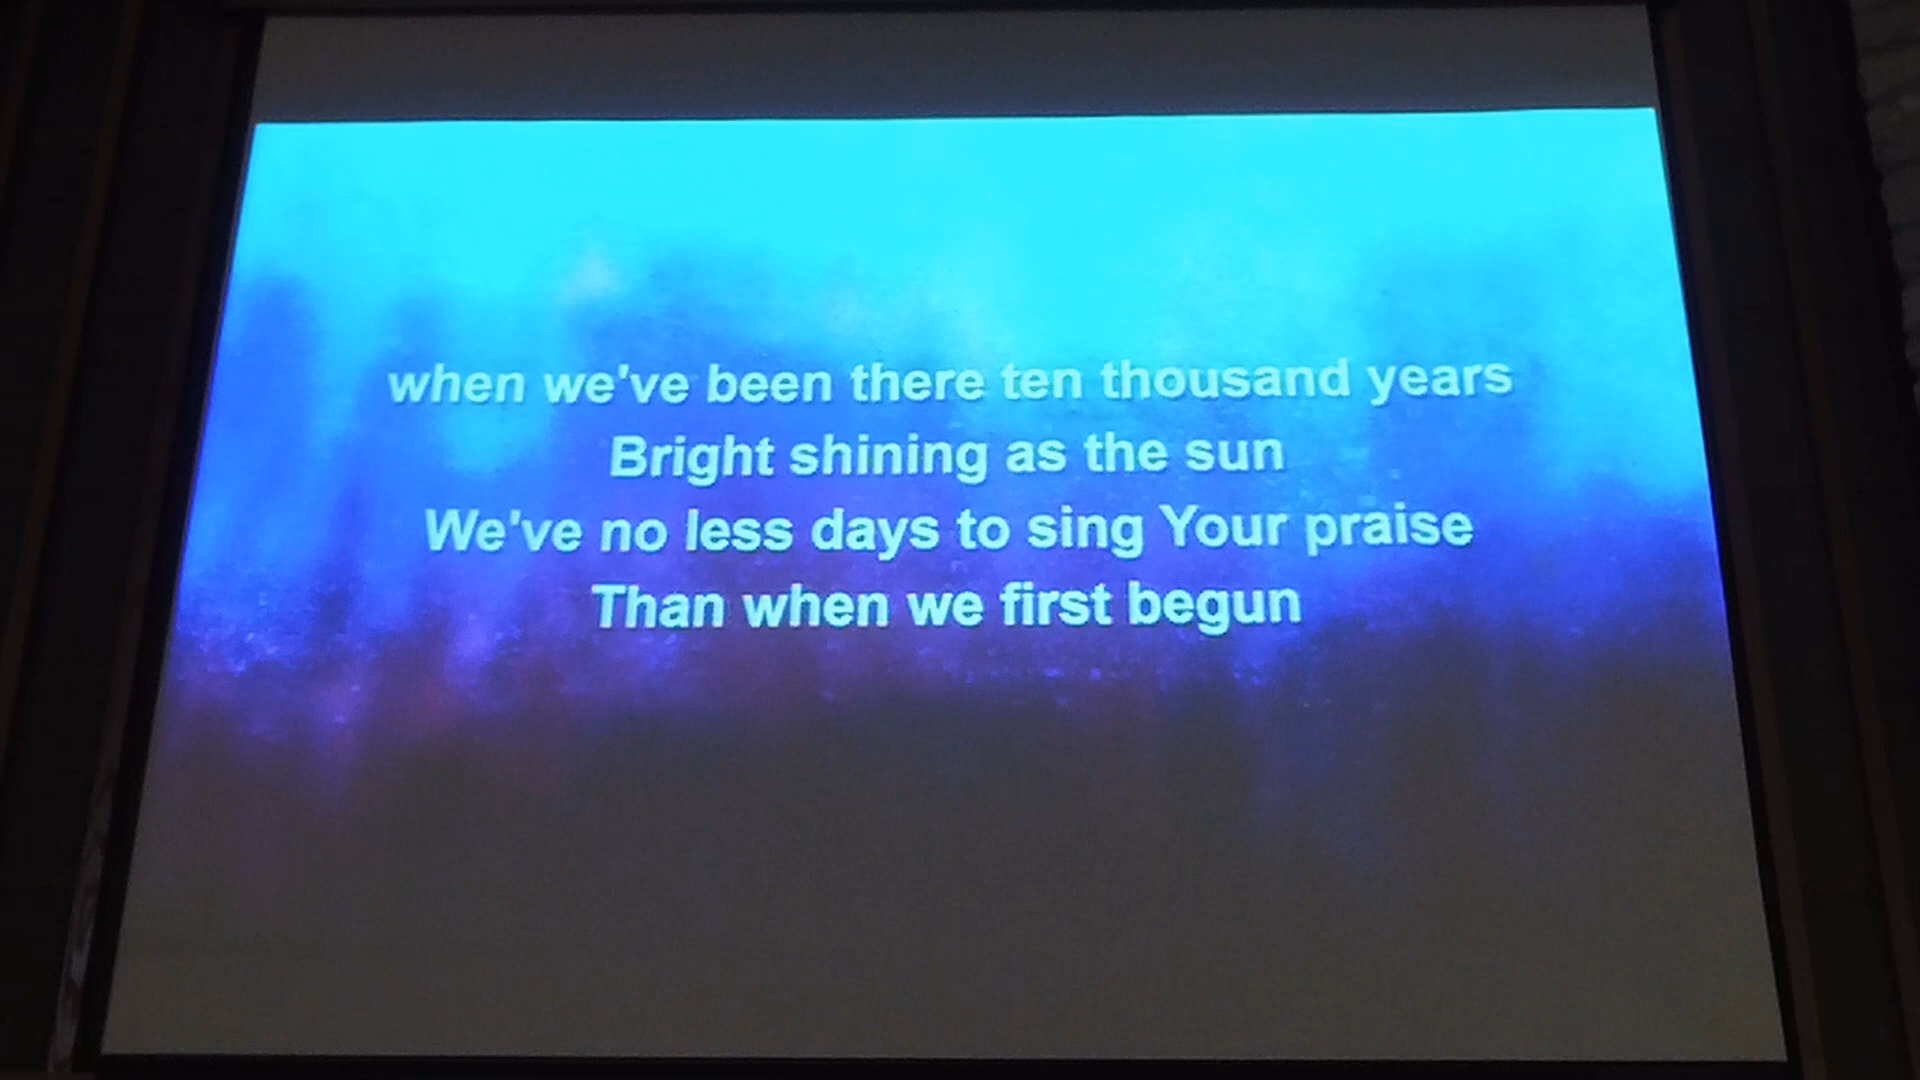 when we've been there ten thousand years
Bright shining as the sun
We've no less days to sing Your praise
Than when we first begun